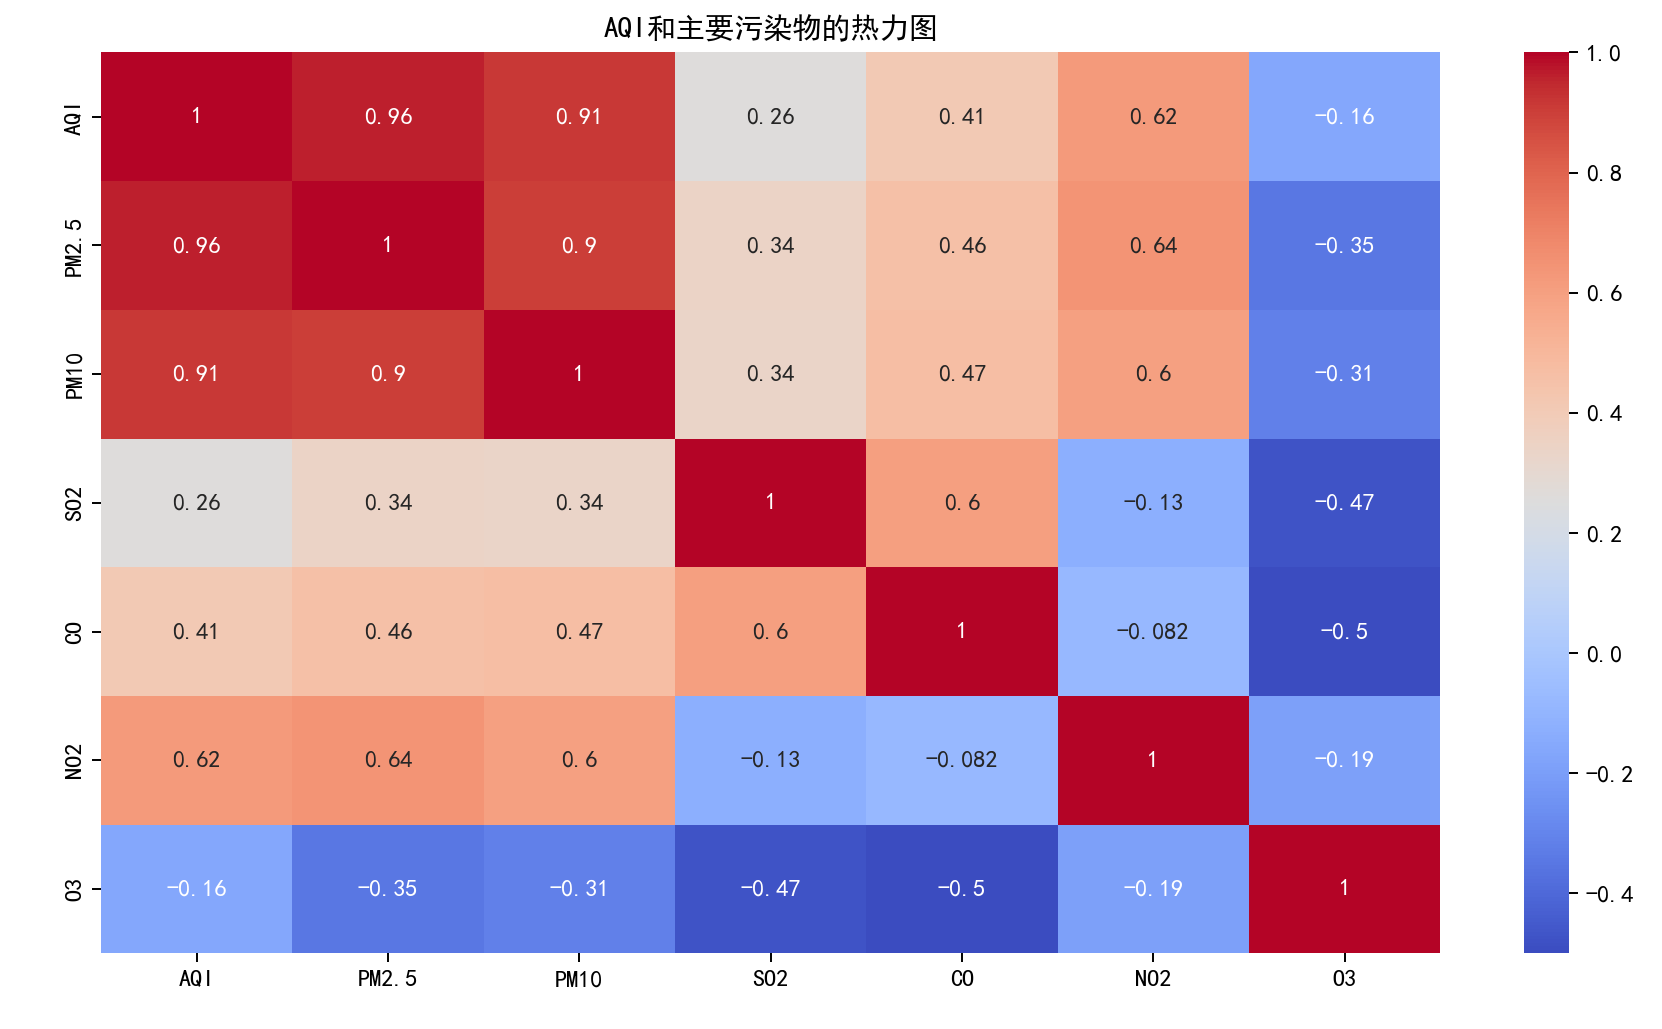 AQI和主要污染物的热力图
AQI 1 0.96 0.91 0.26 0.41 0.62 -0.16
PM2.5 0.96 1 0.9 0.34 0.46 0.64 -0.35
PM10 0.91 0.9 1 0.34 0.47 0.6 -0.31
SO2 0.26 0.34 0.34 1 0.6 -0.13 -0.47
CO 0.41 0.46 0.47 0.6 1 -0.082 -0.5
NO2 0.62 0.64 0.6 -0.13 -0.082 1 -0.19
O3 -0.16 -0.35 -0.31 -0.47 -0.5 -0.19 1
AQI PM2.5 PM10 SO2 CO NO2 O3
1.0
0.8
0.6
0.4
0.2
0.0
-0.2
-0.4